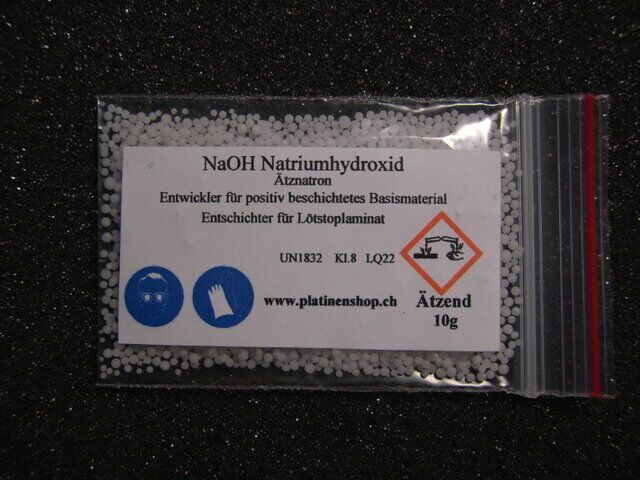 NaOH Natriumhydroxid
Ätznatron
Entwickler für positiv beschichtetes Basismaterial
Entschichter für Lötstoplaminat
UN1832 Kl.8 LQ22
www.platinenshop.ch
Ätzend
10g